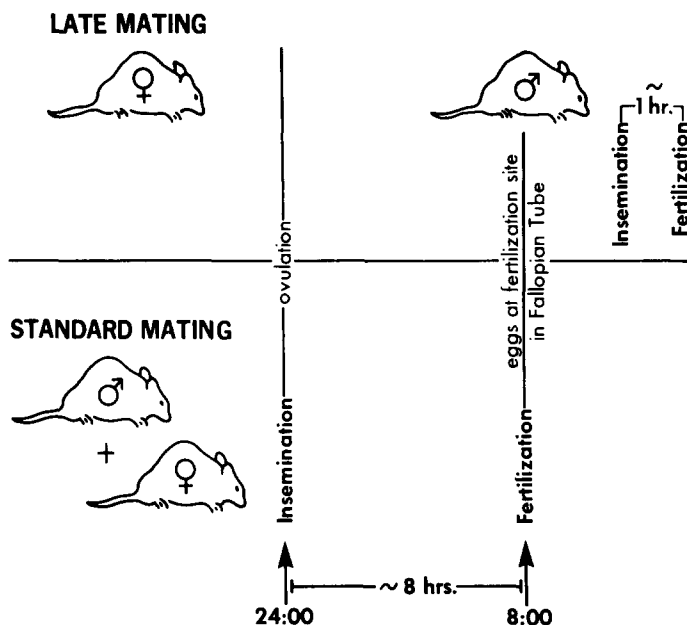 LATE MATING
♀
♂
~
1 hr.
Insemination
Fertilization
ovulation
eggs at fertilization site
in Fallopian Tube
STANDARD MATING
♂
+
♀
Insemination
Fertilization
~ 8 hrs.
24:00
8:00